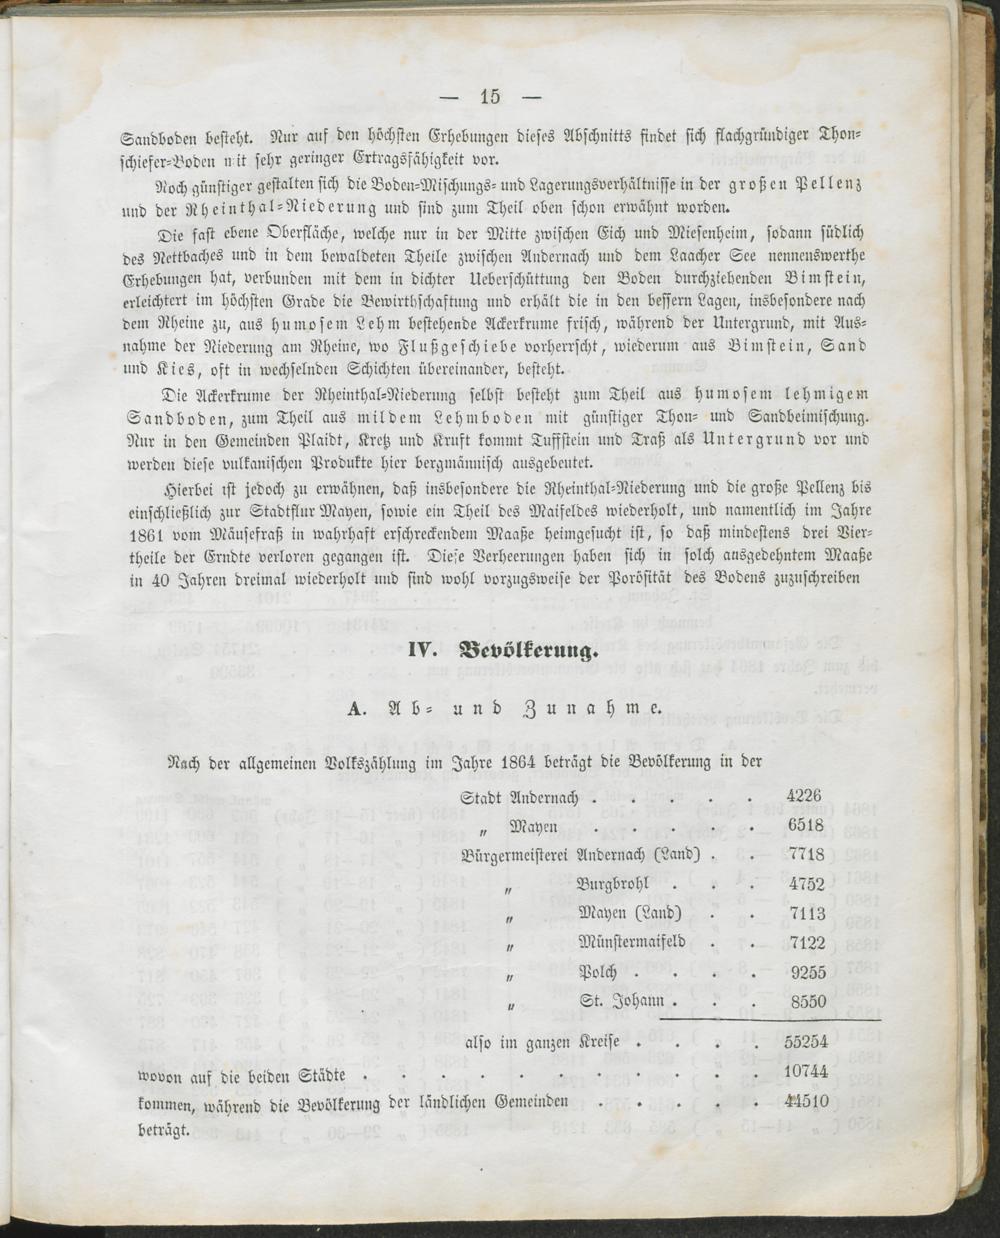 — 15 —
Sandboden besteht. Nur auf den höchsten Erhebungen dieses Abschnitts findet sich flachgründiger Thon-
schiefer-Boden mit sehr geringer Ertragsfähigkeit vor.
Noch günstiger gestalten sich die Boden-Mischungs- und Lagerungsverhältnisse in der großen Pellenz
und der Rheinthal-Niederung und sind zum Theil oben schon erwähnt worden.
Die fast ebene Oberfläche, welche nur in der Mitte zwischen Eich und Miesenheim, sodann südlich
des Nettbaches und in dem bewaldeten Theile zwischen Andernach und dem Laacher See nennenswerthe
Erhebungen hat, verbunden mit dem in dichter Ueberschüttung den Boden durchziehenden Bimstein,
erleichtert im höchsten Grade die Bewirthschaftung und erhält die in den bessern Lagen, insbesondere nach
dem Rheine zu, aus humosem Lehm bestehende Ackerkrume frisch, während der Untergrund, mit Aus-
nahme der Niederung am Rheine, wo Flußgeschiebe vorherrscht, wiederum aus Bimstein, Sand
und Kies, oft in wechselnden Schichten übereinander, besteht.
Die Ackerkrume der Rheinthal-Niederung selbst besteht zum Theil aus humosem lehmigem
Sandboden, zum Theil aus mildem Lehmboden mit günstiger Thon- und Sandbeimischung.
Nur in den Gemeinden Plaidt, Kretz und Kruft kommt Tuffstein und Traß als Untergrund vor und
werden diese vulkanischen Produkte hier bergmännisch ausgebeutet.
Hierbei ist jedoch zu erwähnen, daß insbesondere die Rheinthal-Niederung und die große Pellenz bis
einschließlich zur Stadtflur Mayen, sowie ein Theil des Maifeldes wiederholt, und namentlich im Jahre
1861 vom Mäusefraß in wahrhaft erschreckendem Maaße heimgesucht ist, so daß mindestens drei Vier-
theile der Erndte verloren gegangen ist. Diese Verheerungen haben sich in solch ausgedehntem Maaße
in 40 Jahren dreimal wiederholt und sind wohl vorzugsweise der Porösität des Bodens zuzuschreiben
IV. Bevölkerung.
A. Ab- und Zunahme.
Nach der allgemeinen Volkszählung im Jahre 1864 beträgt die Bevölkerung in der
Stadt Andernach . . . . . 4226
„ Mayen . . . . . 6518
Bürgermeisterei Andernach (Land) . . 7718
„ Burgbrohl . . . 4752
„ Mayen (Land) . . 7113
„ Münstermaifeld . . 7122
„ Polch . . . . 9255
„ St. Johann . . . 8550
also im ganzen Kreise . . . . 55254
wovon auf die beiden Städte . . . . . . . . . . . 10744
kommen, während die Bevölkerung der ländlichen Gemeinden . . . . . 44510
beträgt.